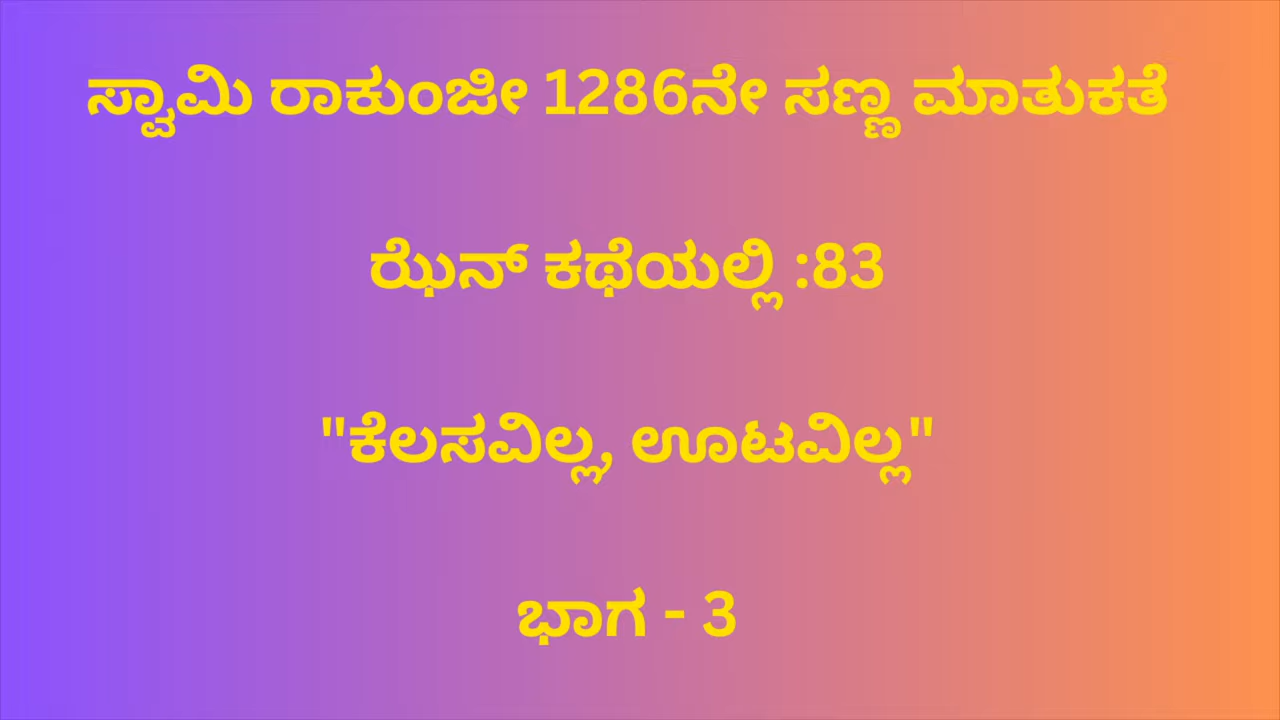 ಸ್ವಾಮಿ ರಾಕುಂಜೀ 1286ನೇ ಸಣ್ಣ ಮಾತುಕತೆ
ಝೆನ್ ಕಥೆಯಲ್ಲಿ :83
"ಕೆಲಸವಿಲ್ಲ, ಊಟವಿಲ್ಲ"
ಭಾಗ - 3